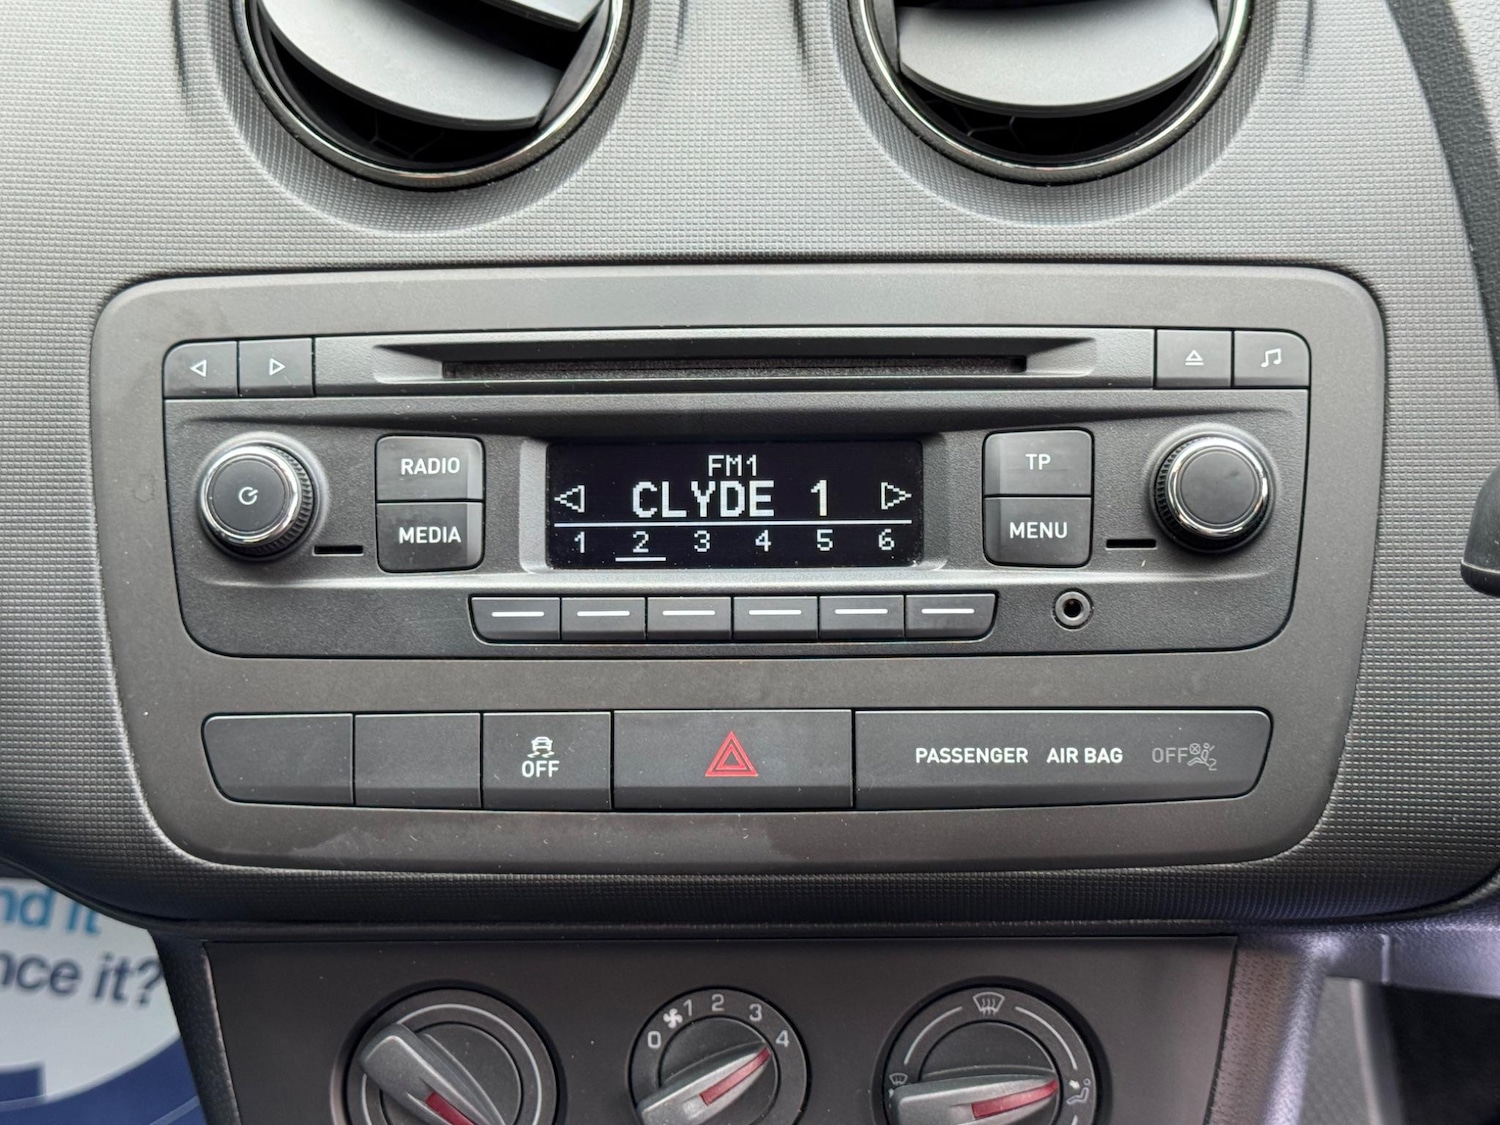 RADIO
MEDIA
FM1
CLYDE 1
1 2 3 4 5 6
TP
MENU
OFF
PASSENGER AIR BAG OFF 2
nd it
nce it?
0 1 2 3 4